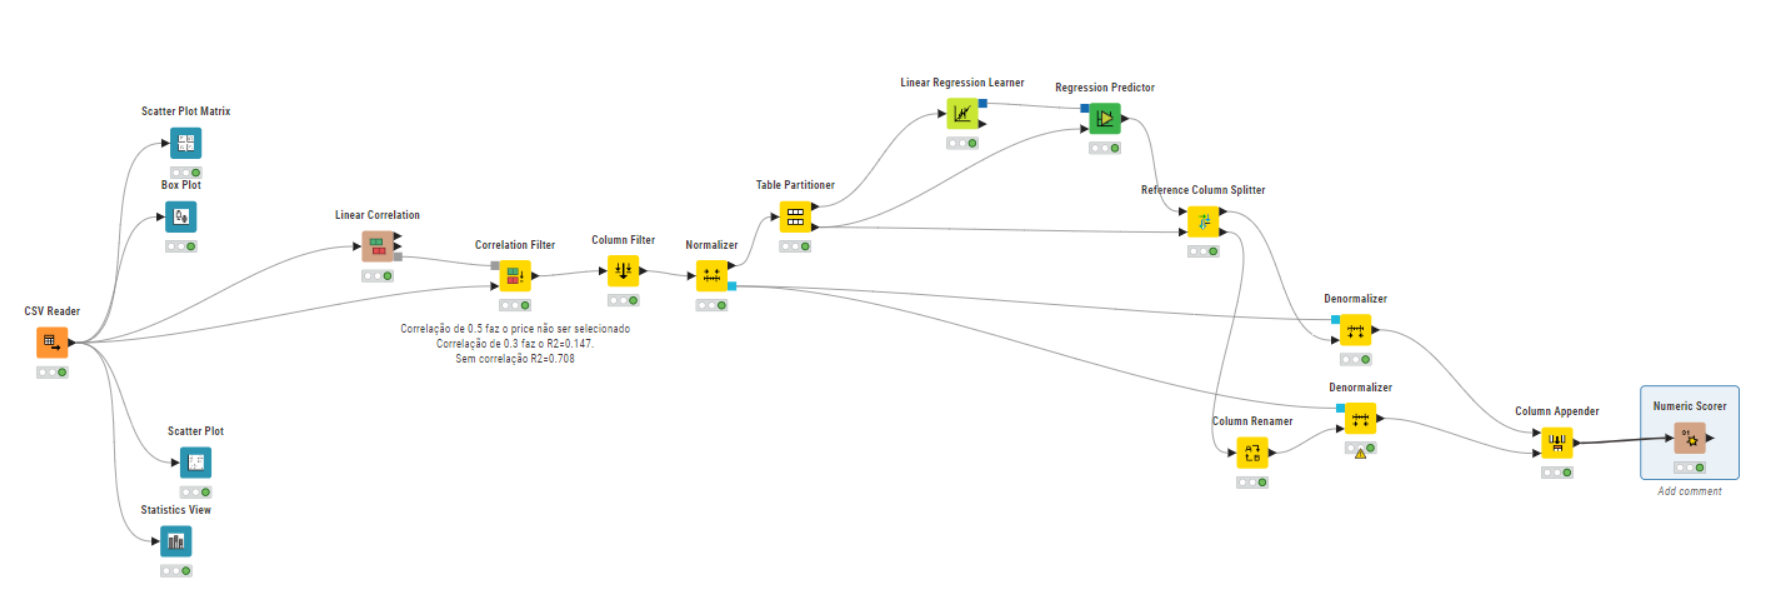 Linear Regression Learner
Regression Predictor
Scatter Plot Matrix
Box Plot
Table Partitioner
Reference Column Splitter
Linear Correlation
Correlation Filter
Column Filter
Normalizer
CSV Reader
Correlação de 0.5 faz o price não ser selecionado
Correlação de 0.3 faz o R2=0.147.
Sem correlação R2=0.708
Denormalizer
Denormalizer
Column Renamer
Column Appender
Numeric Scorer
Add comment
Scatter Plot
Statistics View